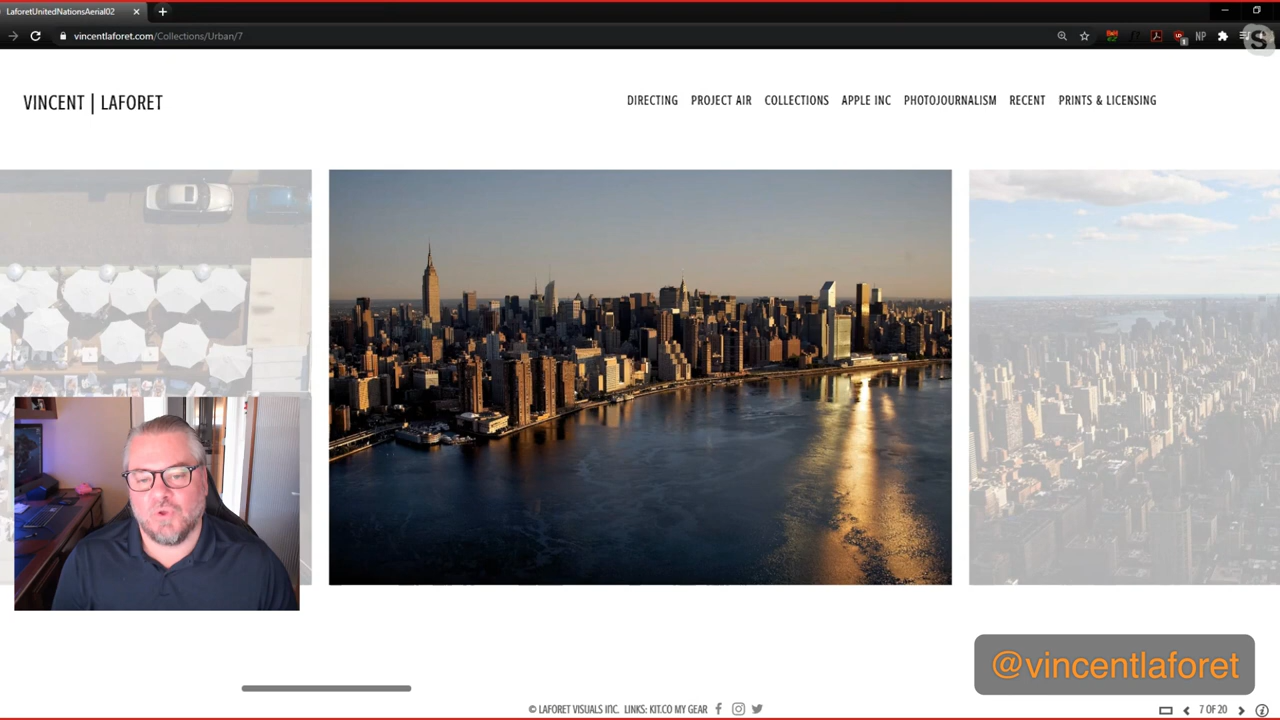 LaforetUnitedNationsAerial02
vincentlaforet.com/Collections/Urban/7
NP
VINCENT | LAFORET
DIRECTING PROJECT AIR COLLECTIONS APPLE INC PHOTOJOURNALISM RECENT PRINTS & LICENSING
@vincentlaforet
© LAFORET VISUALS INC. LINKS: KIT.CO MY GEAR
7 OF 20